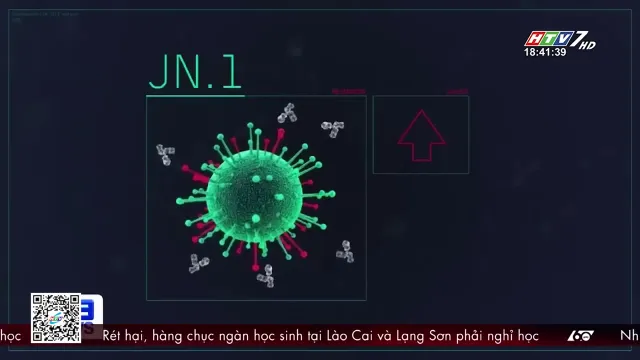 HTV7 HD
18:41:39
JN.1
học
Rét hại, hàng chục ngàn học sinh tại Lào Cai và Lạng Sơn phải nghỉ học
60
Nh